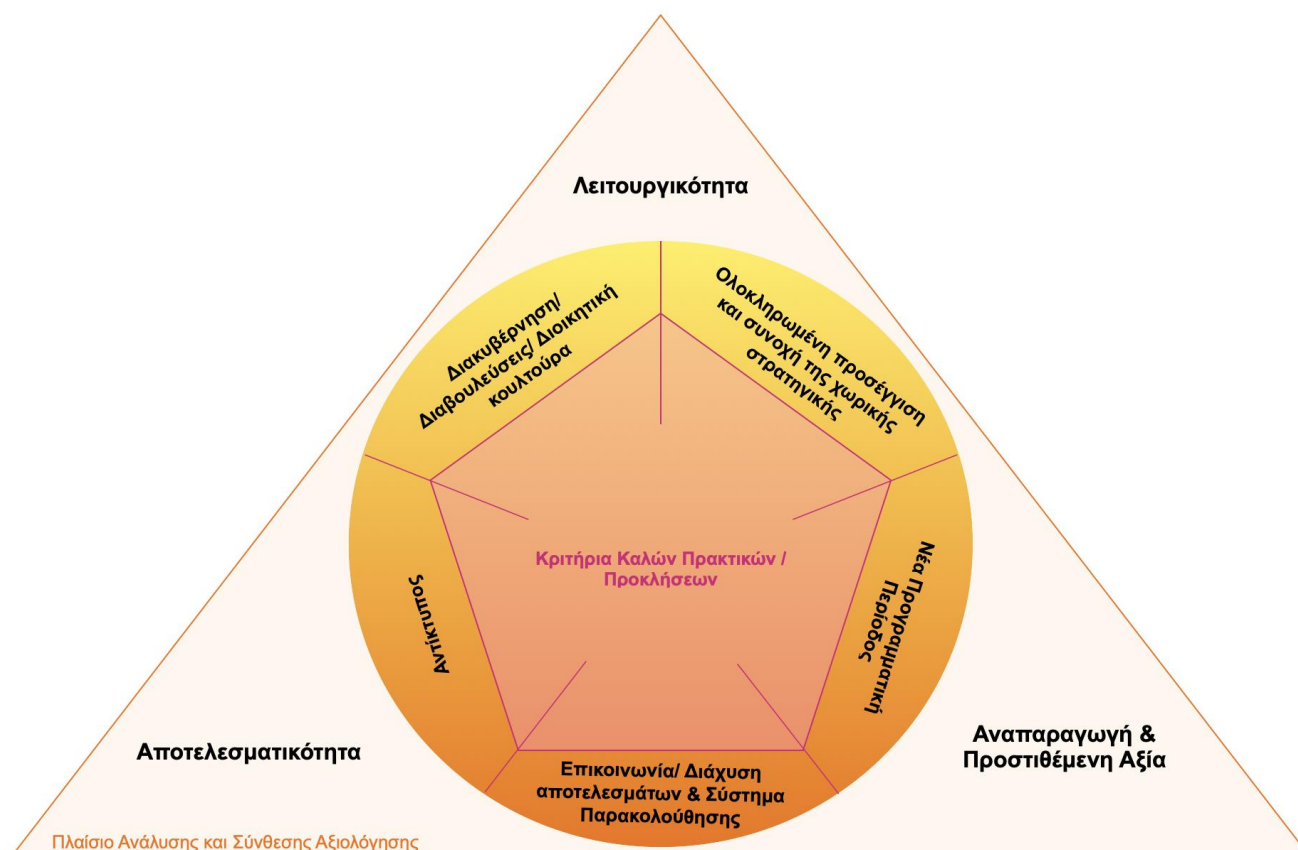 Λειτουργικότητα
Διακυβέρνηση/
Διαβουλεύσεις/ Διοικητική
κουλτούρα
Ολοκληρωμένη προσέγγιση
και συνοχή της χωρικής
στρατηγικής
Κριτήρια Καλών Πρακτικών /
Προκλήσεων
Αντίκτυπος
Νέα Προγραμματική
Περίοδος
Αποτελεσματικότητα
Αναπαραγωγή &
Προστιθέμενη Αξία
Επικοινωνία/ Διάχυση
αποτελεσμάτων & Σύστημα
Παρακολούθησης
Πλαίσιο Ανάλυσης και Σύνθεσης Αξιολόγησης